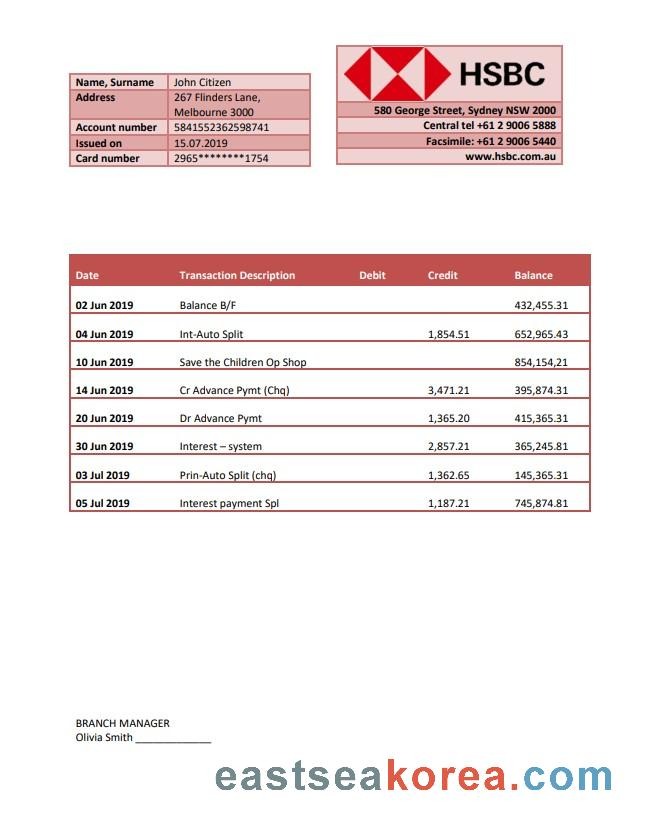 Name, Surname John Citizen
Address 267 Flinders Lane,
Melbourne 3000
Account number 5841552362598741
Issued on 15.07.2019
Card number 2965********1754
HSBC
580 George Street, Sydney NSW 2000
Central tel +61 2 9006 5888
Facsimile: +61 2 9006 5440
www.hsbc.com.au
Date Transaction Description Debit Credit Balance
02 Jun 2019 Balance B/F 432,455.31
04 Jun 2019 Int-Auto Split 1,854.51 652,965.43
10 Jun 2019 Save the Children Op Shop 854,154,21
14 Jun 2019 Cr Advance Pymt (Chq) 3,471.21 395,874.31
20 Jun 2019 Dr Advance Pymt 1,365.20 415,365.31
30 Jun 2019 Interest – system 2,857.21 365,245.81
03 Jul 2019 Prin-Auto Split (chq) 1,362.65 145,365.31
05 Jul 2019 Interest payment Spl 1,187.21 745,874.81
BRANCH MANAGER
Olivia Smith _____________
eastseakorea.com